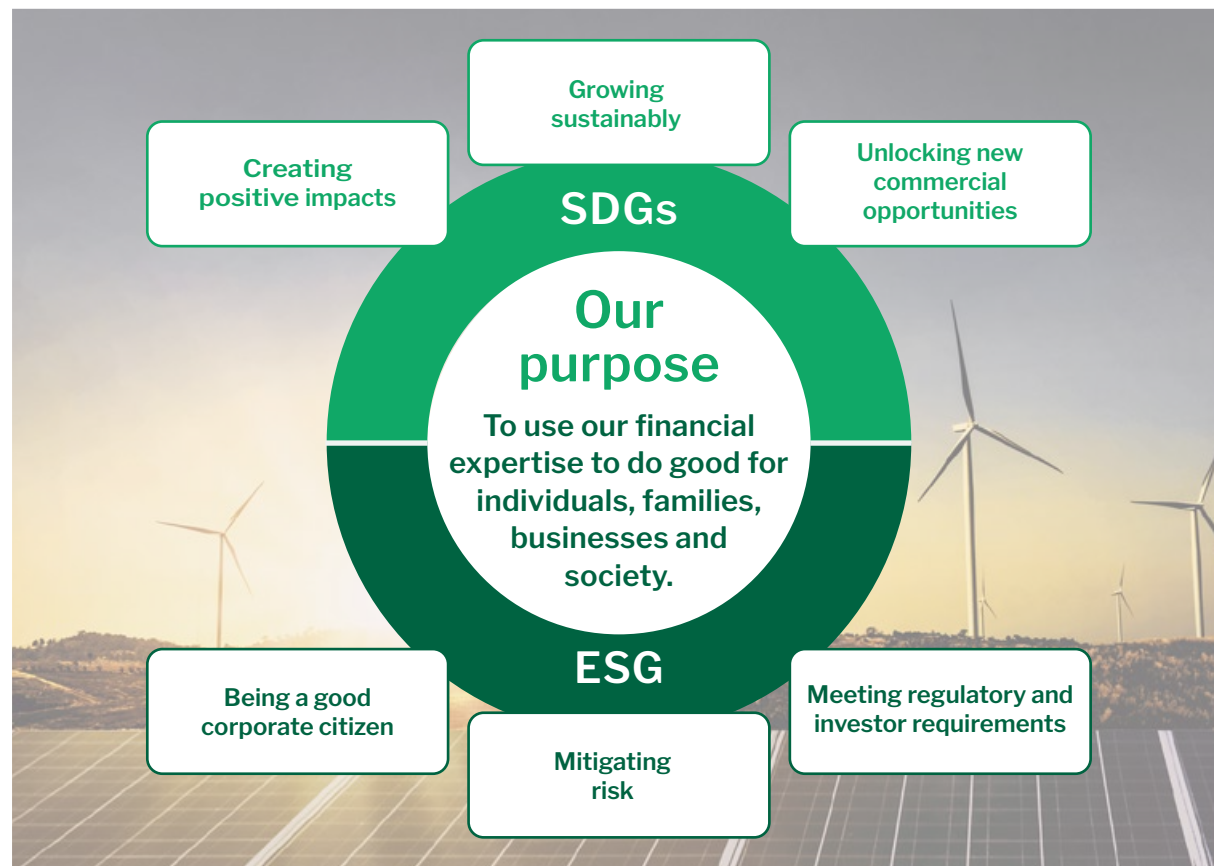 Growing
sustainably
Creating
positive impacts
Unlocking new
commercial
opportunities
SDGs
Our
purpose
To use our financial
expertise to do good for
individuals, families,
businesses and
society.
ESG
Being a good
corporate citizen
Mitigating
risk
Meeting regulatory and
investor requirements